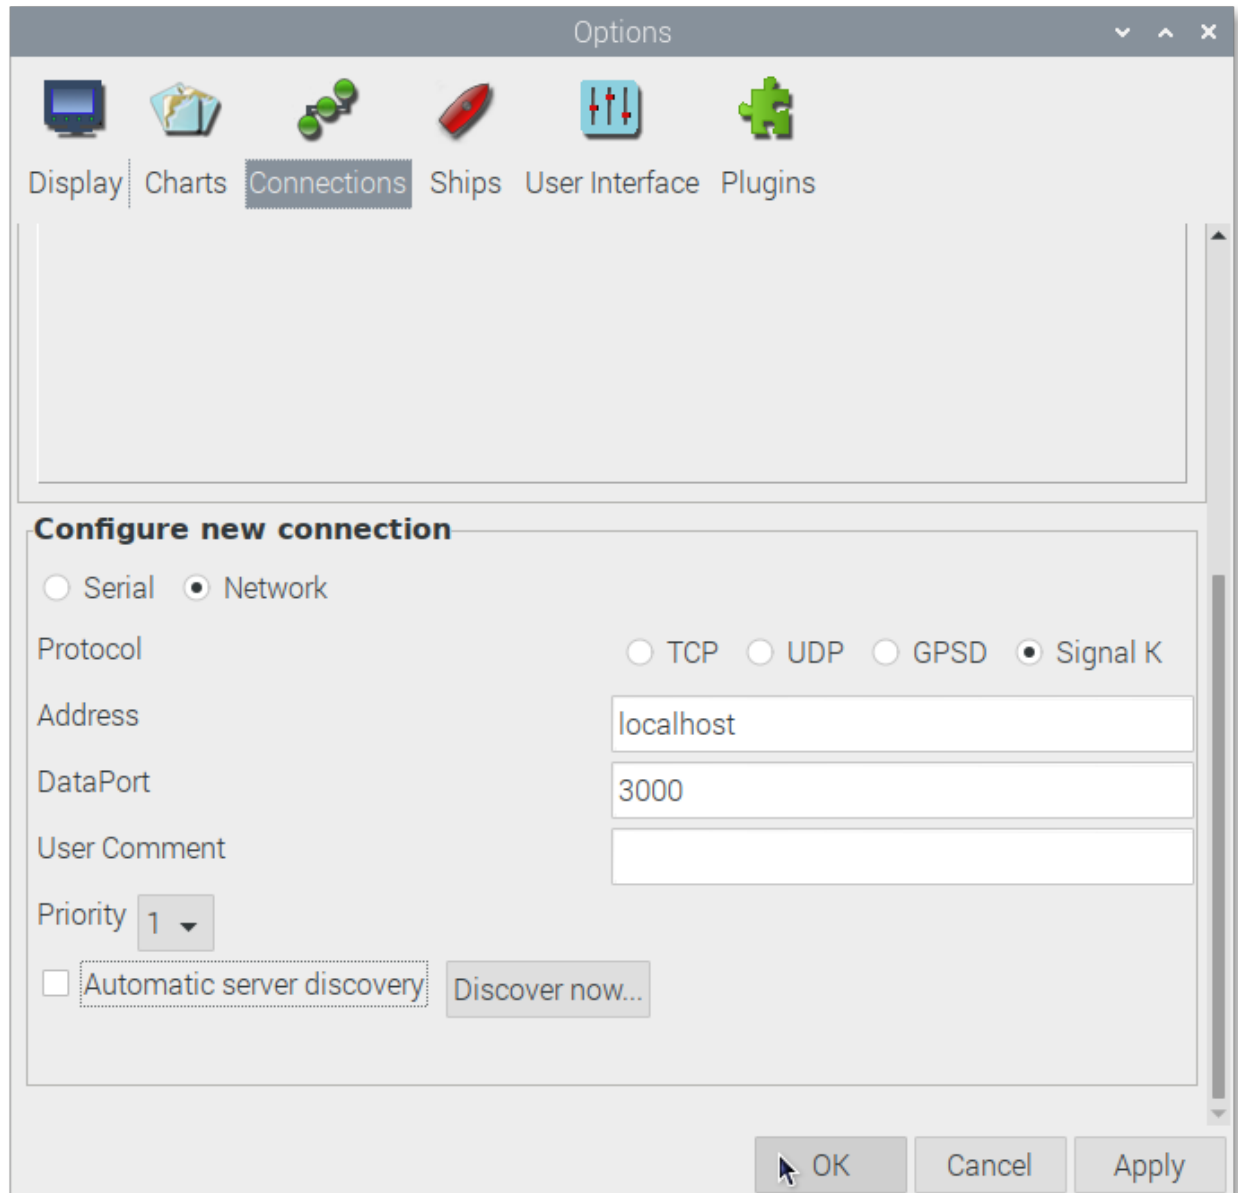 Options
Display Charts Connections Ships User Interface Plugins
Configure new connection
Serial Network
Protocol TCP UDP GPSD Signal K
Address localhost
DataPort 3000
User Comment
Priority 1
Automatic server discovery Discover now...
OK Cancel Apply